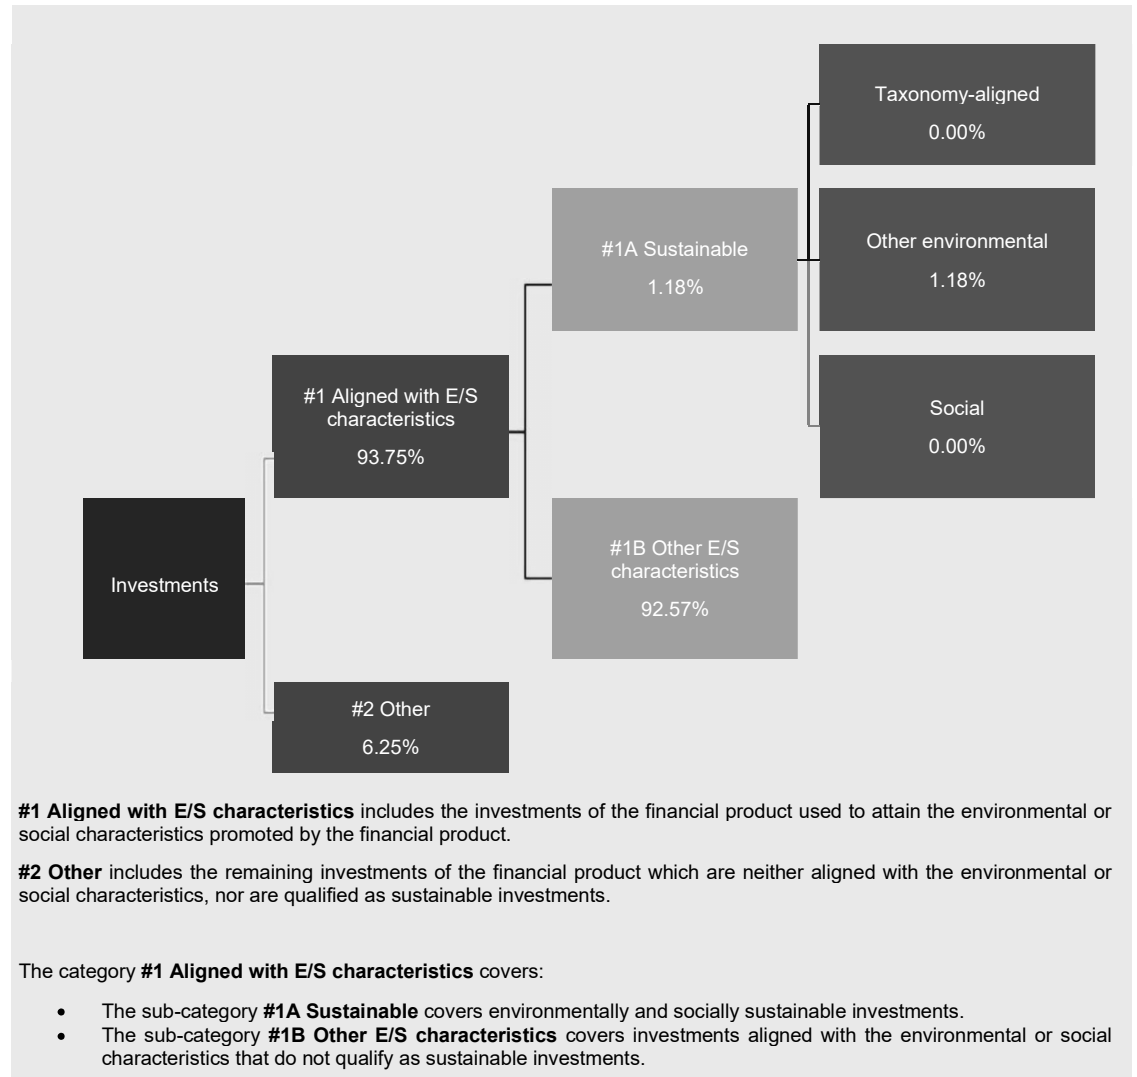 Taxonomy-aligned
0.00%
#1A Sustainable
1.18%
Other environmental
1.18%
#1 Aligned with E/S
characteristics
93.75%
Social
0.00%
Investments
#1B Other E/S
characteristics
92.57%
#2 Other
6.25%
#1 Aligned with E/S characteristics includes the investments of the financial product used to attain the environmental or
social characteristics promoted by the financial product.
#2 Other includes the remaining investments of the financial product which are neither aligned with the environmental or
social characteristics, nor are qualified as sustainable investments.
The category #1 Aligned with E/S characteristics covers:
• The sub-category #1A Sustainable covers environmentally and socially sustainable investments.
• The sub-category #1B Other E/S characteristics covers investments aligned with the environmental or social
characteristics that do not qualify as sustainable investments.